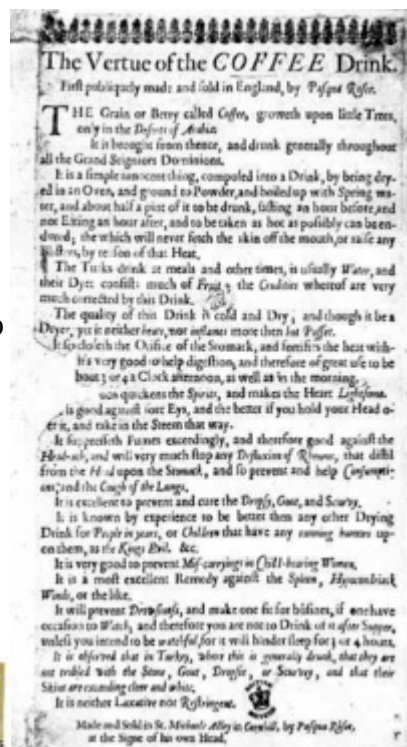 The Vertue of the COFFEE Drink.
First publiquely made and sold in England, by Pasqua Rosee.
THE Grain or Berry called Coffee, groweth upon little Trees,
only in the Deserts of Arabia.
It is brought from thence, and drunk generally throughout
all the Grand Seigniors Dominions.
It is a simple innocent thing, composed into a Drink, by being dry-
ed in an Oven, and ground to Powder, and boiled up with Spring wa-
ter, and about half a pint of it to be drunk, fasting an hour before, and
not Eating an hour after, and to be taken as hot as possibly can be en-
dured; the which will never fetch the skin off the mouth, or raise any
Blisters, by reason of that Heat.
The Turks drink at meals and other times, is usually Water, and
their Dyet consists much of Fruit; the Crudities whereof are very
much corrected by this Drink.
The quality of this Drink is cold and Dry; and though it be a
Dryer, yet it neither heats, nor inflames more then hot Posset.
It so closeth the Orifice of the Stomack, and fortifies the heat with-
it's very good to help digestion, and therefore of great use to be
bout 3 or 4 a Clock afternoon, as well as in the morning.
quickens the Spirits, and makes the Heart Lightsome.
is good against sore Eys, and the better if you hold your Head o-
er it, and take in the Steem that way.
It suppresseth Fumes exceedingly, and therefore good against the
Head-ach, and will very much stop any Defluxion of Rheums, that distil
from the Head upon the Stomack, and so prevent and help Consumpti-
ons; and the Cough of the Lungs.
It is excellent to prevent and cure the Dropsy, Gout, and Scurvy.
It is known by experience to be better then any other Drying
Drink for People in years, or Children that have any running humors up-
on them, as the Kings Evil. &c.
It is very good to prevent Mis-carryings in Child-bearing Women.
It is a most excellent Remedy against the Spleen, Hypocondriack
Winds, or the like.
It will prevent Drowsiness, and make one fit for busines, if one have
occasion to Watch, and therefore you are not to Drink of it after Supper,
unless you intend to be watchful, for it will hinder sleep for 3 or 4 hours.
It is observed that in Turkey, where this is generally drunk, that they are
not trobled with the Stone, Gout, Dropsie, or Scurvey, and that their
Skins are exceeding cleer and white.
It is neither Laxative nor Restringent.
Made and Sold in St. Michaels Alley in Cornhill, by Pasqua Rosee,
at the Signe of his own Head.